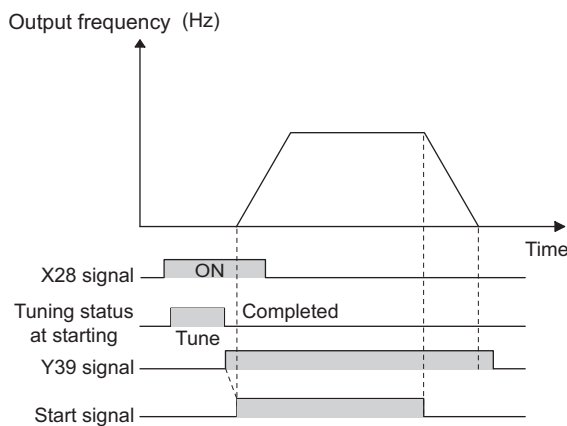 Output frequency (Hz)
Time
X28 signal
ON
Tuning status
at starting
Tune
Completed
Y39 signal
Start signal